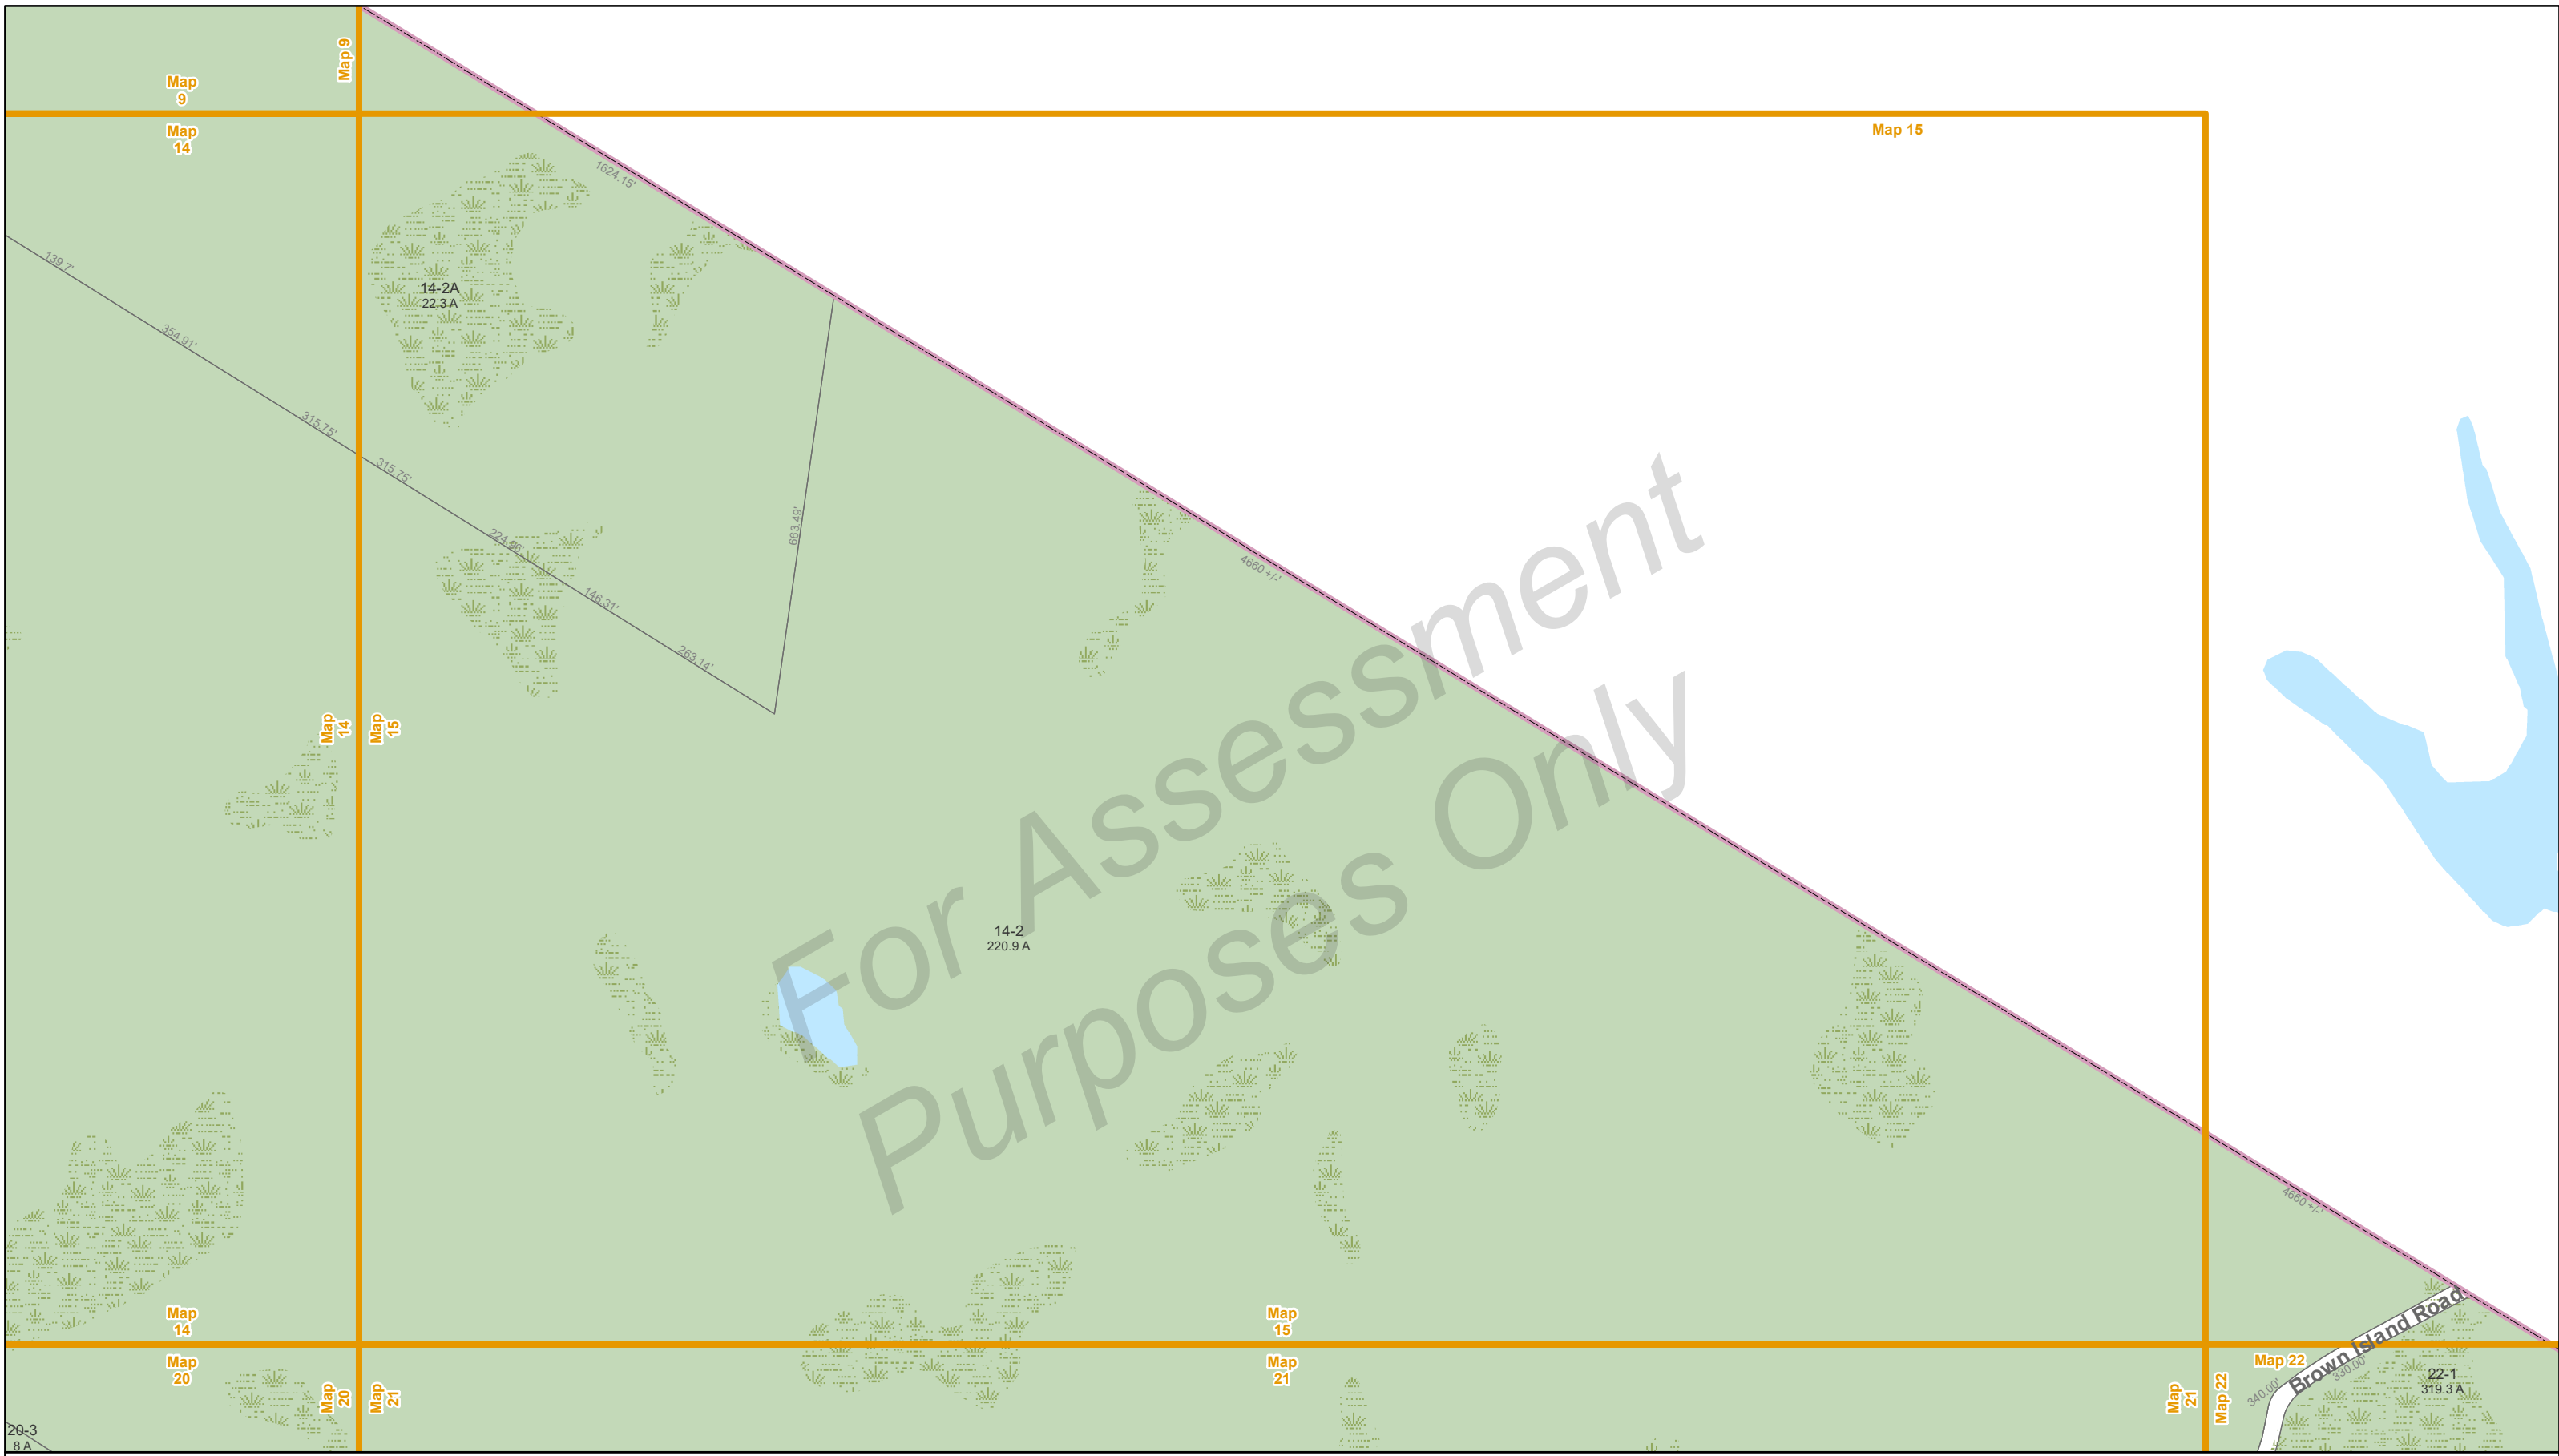 Map 9
Map
9
Map
14
Map 15
1624.15'
139.7'
14-2A
22.3 A
354.91'
315.75'
315.75'
224.96'
663.49'
146.31'
263.14'
4660 +/-'
Map
14
Map
15
For Assessment
Purposes Only
14-2
220.9 A
4660 +/-'
Map
14
Map
15
Brown Island Road
Map
20
Map
21
Map 22
330.00'
340.00'
22-1
319.3 A
Map
20
Map
21
Map
21
Map 22
20-3
8 A